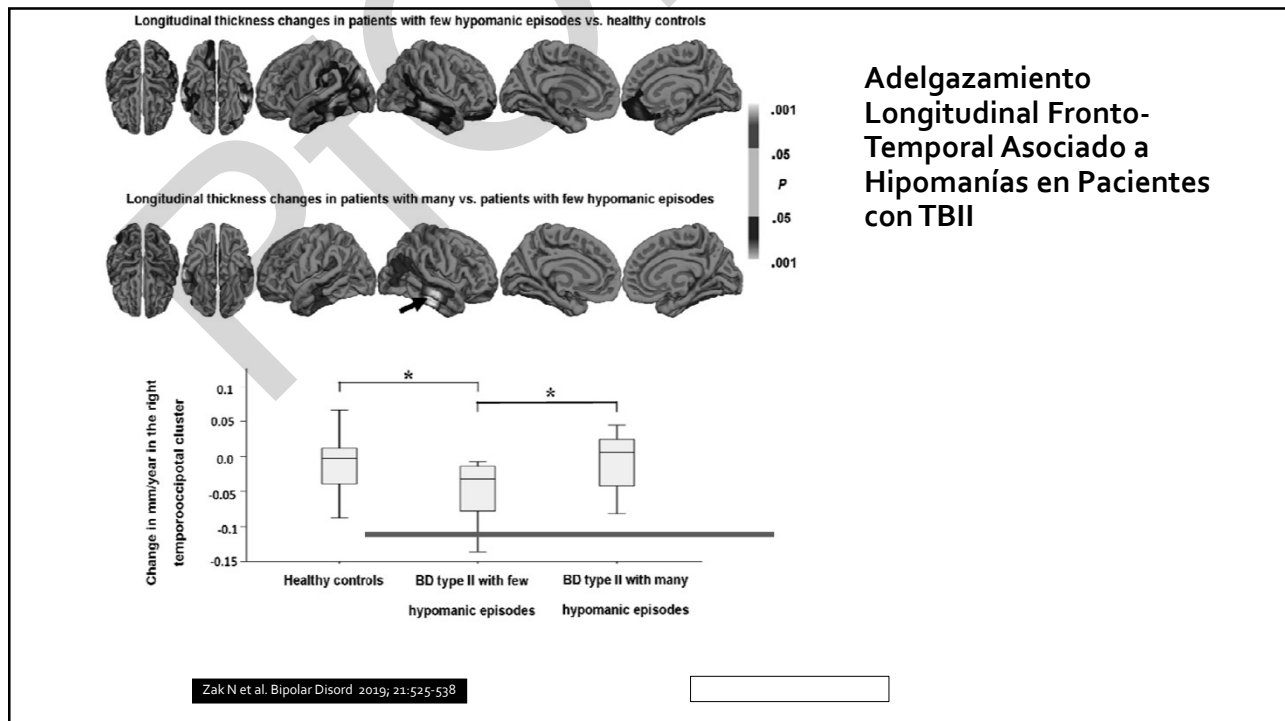 Longitudinal thickness changes in patients with few hypomanic episodes vs. healthy controls
Adelgazamiento
Longitudinal Fronto-
Temporal Asociado a
Hipomanías en Pacientes
con TBII
.001
.05
P
.05
.001
Longitudinal thickness changes in patients with many vs. patients with few hypomanic episodes
Change in mm/year in the right
temporooccipotal cluster
0.1
0.05
0.0
-0.05
-0.1
-0.15
*
*
Healthy controls
BD type II with few
hypomanic episodes
BD type II with many
hypomanic episodes
Zak N et al. Bipolar Disord 2019; 21:525-538